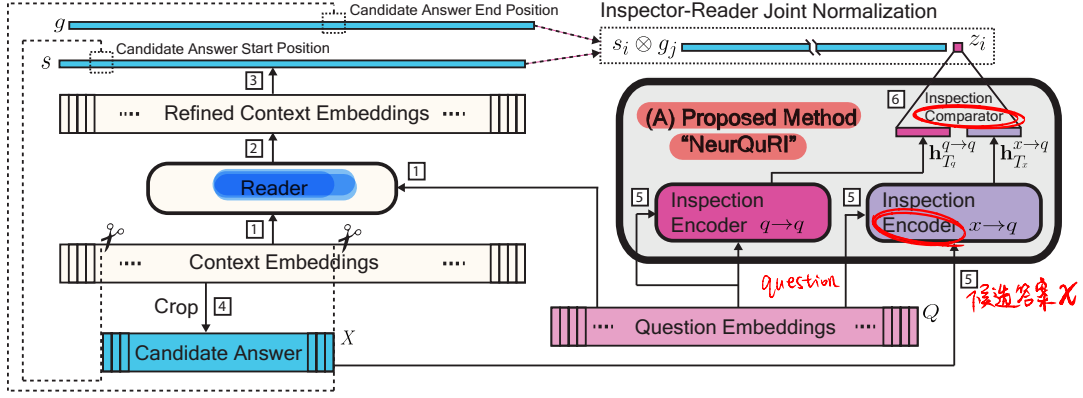 g
Candidate Answer End Position
Inspector-Reader Joint Normalization
s
Candidate Answer Start Position
s_i ⊗ g_j
z_i
3
Refined Context Embeddings
2
1
Reader
1
Context Embeddings
Crop
4
Candidate Answer
X
(A) Proposed Method
“NeurQuRI”
6
Inspection
Comparator
h_{T_q}^{q→q}
h_{T_x}^{x→q}
5
Inspection
Encoder q→q
5
Inspection
Encoder x→q
question
5
候选答案 x
Question Embeddings
Q